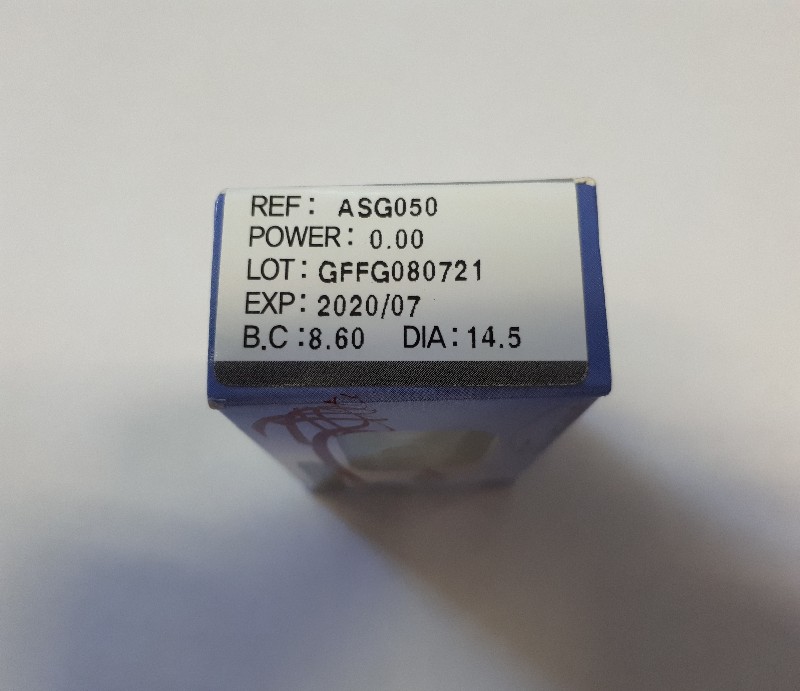 REF: ASG050
POWER: 0.00
LOT: GFFG080721
EXP: 2020/07
B.C:8.60 DIA:14.5